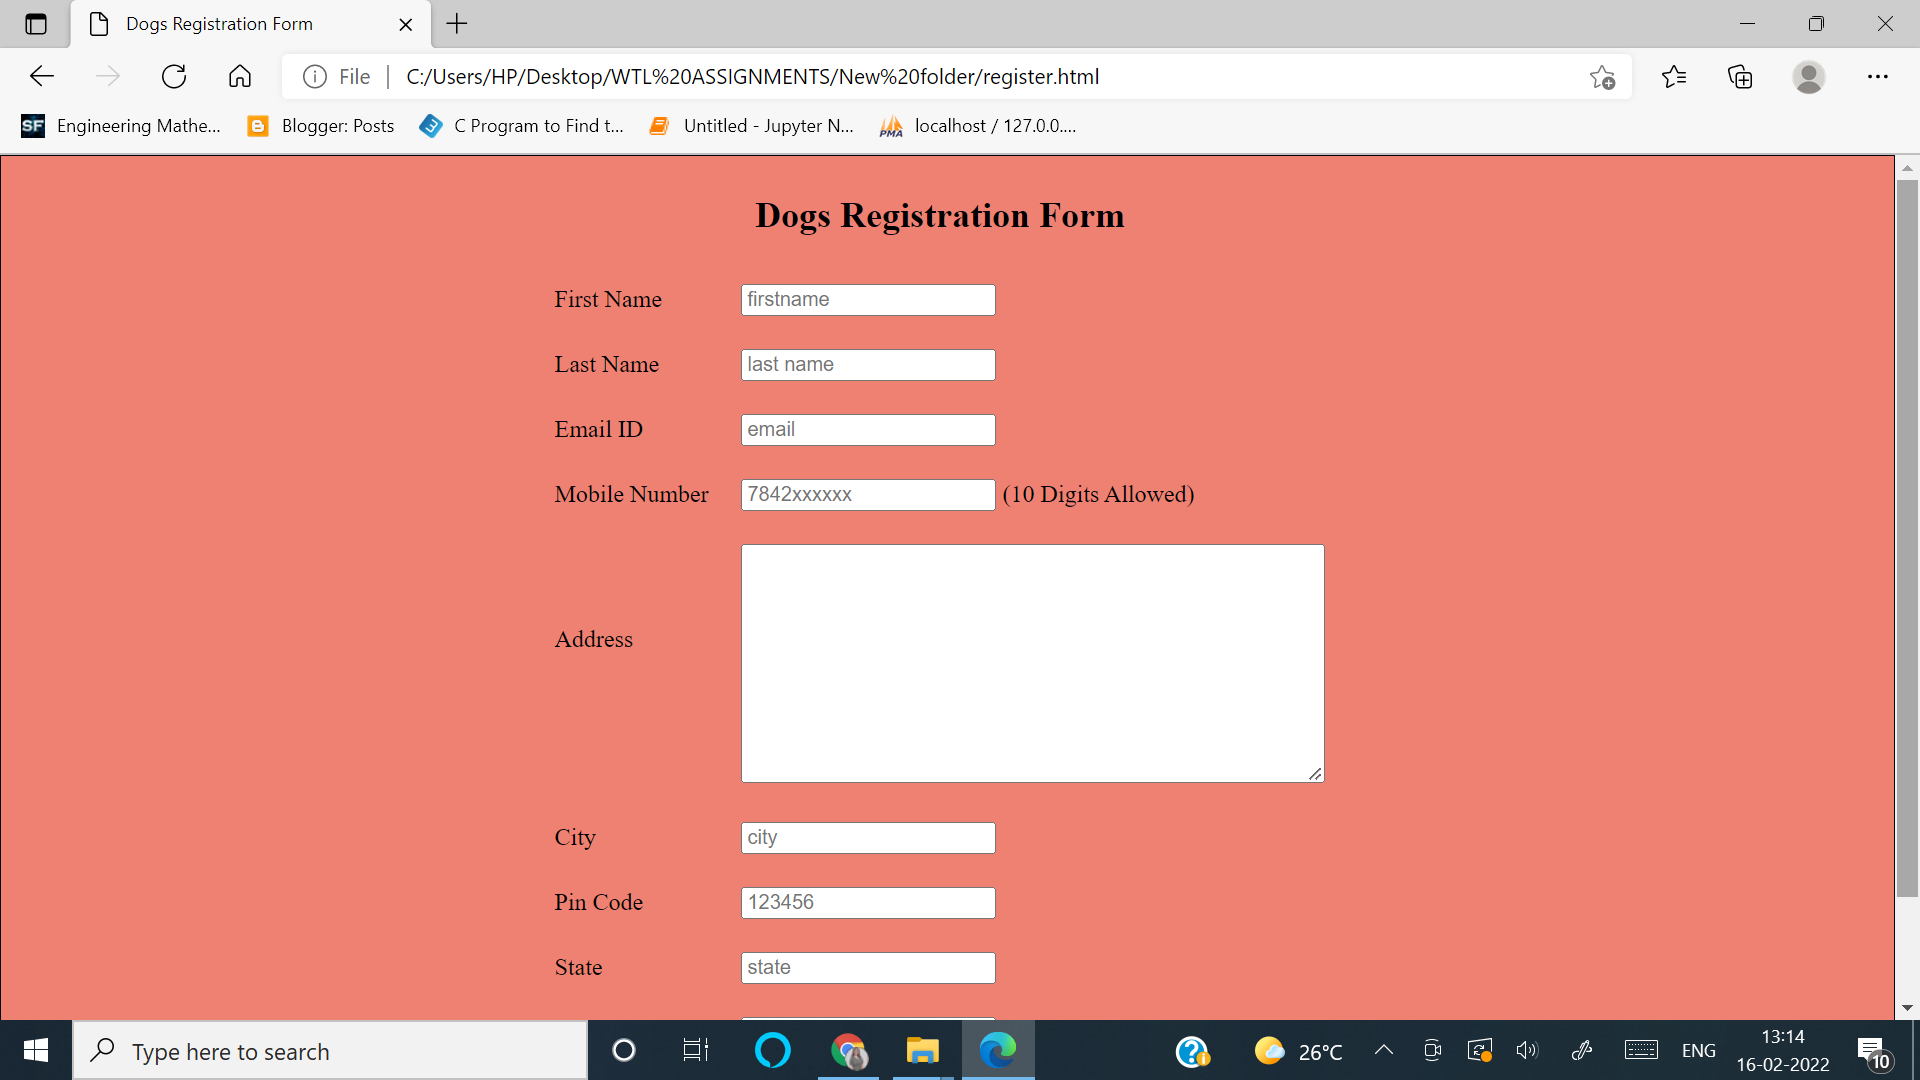 Dogs Registration Form
File
C:/Users/HP/Desktop/WTL%20ASSIGNMENTS/New%20folder/register.html
SF Engineering Mathe... Blogger: Posts C Program to Find t... Untitled - Jupyter N... PMA localhost / 127.0.0....
Dogs Registration Form
First Name firstname
Last Name last name
Email ID email
Mobile Number 7842xxxxxx (10 Digits Allowed)
Address
City city
Pin Code 123456
State state
Type here to search
26°C
ENG
13:14
16-02-2022
10